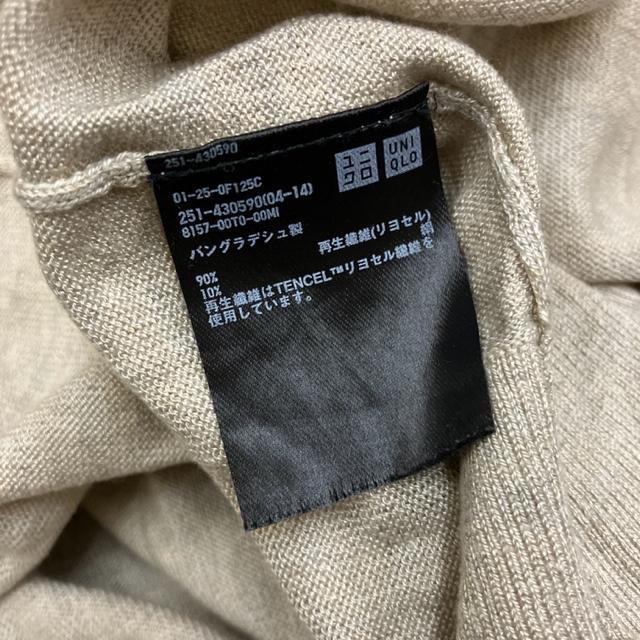 251-430590
ユニ
クロ
UNI
QLO
01-25-0F125C
251-430590(04-14)
8157-00T0-00MI
バングラデシュ製
再生繊維(リヨセル)
90%
絹
10%
再生繊維はTENCEL™リヨセル繊維を
使用しています。